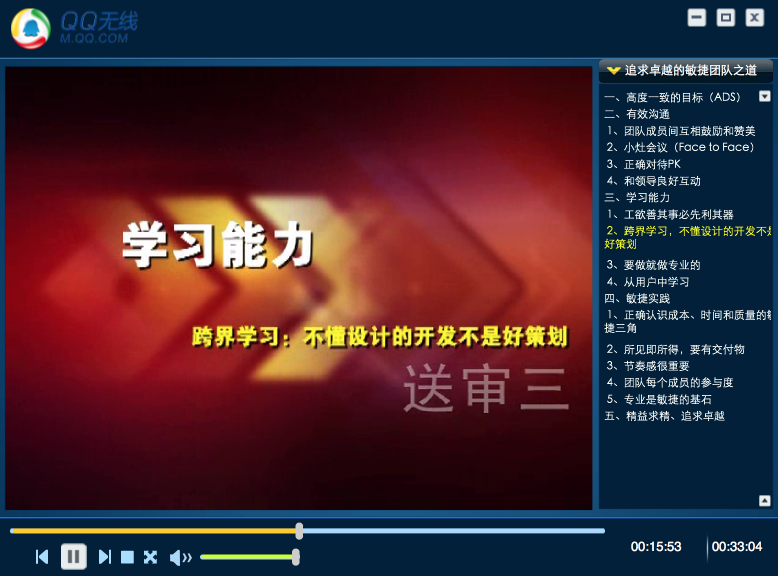 QQ无线
M.QQ.COM
学习能力
跨界学习：不懂设计的开发不是好策划
送审三
追求卓越的敏捷团队之道
一、高度一致的目标（ADS）
二、有效沟通
1、团队成员间互相鼓励和赞美
2、小灶会议（Face to Face）
3、正确对待PK
4、和领导良好互动
三、学习能力
1、工欲善其事必先利其器
2、跨界学习，不懂设计的开发不是
好策划
3、要做就做专业的
4、从用户中学习
四、敏捷实践
1、正确认识成本、时间和质量的敏
捷三角
2、所见即所得，要有交付物
3、节奏感很重要
4、团队每个成员的参与度
5、专业是敏捷的基石
五、精益求精、追求卓越
00:15:53
00:33:04